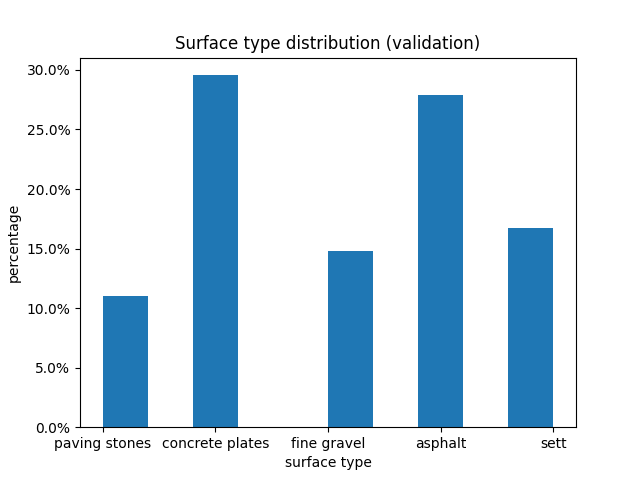 Surface type distribution (validation)
30.0%
25.0%
20.0%
15.0%
10.0%
5.0%
0.0%
percentage
paving stones concrete plates fine gravel asphalt sett
surface type